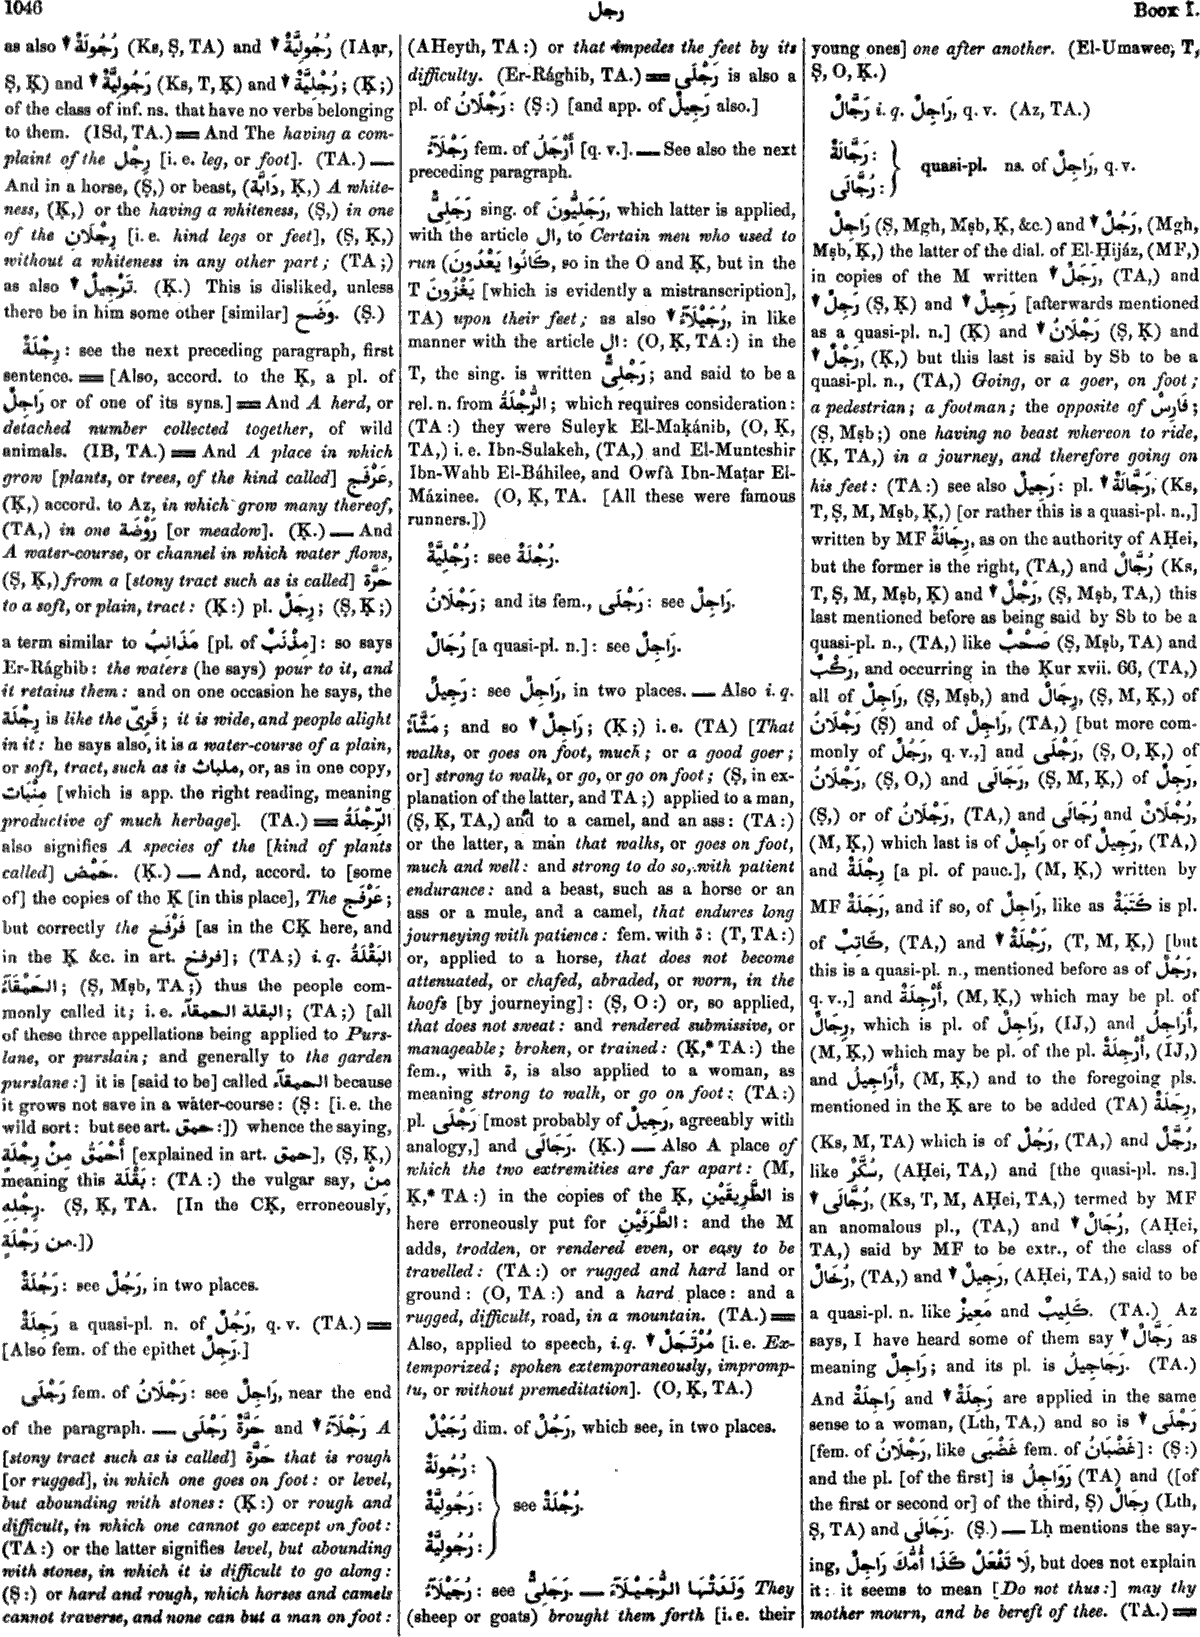 1046
رجل
Book I.
as also ↓ رُجُولَةٌ (Ks, Ṣ, TA) and ↓ رُجُولِيَّةٌ (IAạr,
Ṣ, Ḳ) and ↓ رَجُولِيَّةٌ (Ks, T, Ḳ) and ↓ رُجْلِيَّةٌ; (Ḳ;)
of the class of inf. ns. that have no verbs belonging
to them. (ISd, TA.) ═ And The having a com-
plaint of the رِجْل [i. e. leg, or foot]. (TA.) —
And in a horse, (Ṣ,) or beast, (دَابَّة, Ḳ,) A white-
ness, (Ḳ,) or the having a whiteness, (Ṣ,) in one
of the رِجْلَانِ [i. e. hind legs or feet], (Ṣ, Ḳ,)
without a whiteness in any other part; (TA;)
as also ↓ تَرْجِيلٌ. (Ḳ.) This is disliked, unless
there be in him some other [similar] وَضَح. (Ṣ.)
رِجْلَةٌ: see the next preceding paragraph, first
sentence. ═ [Also, accord. to the Ḳ, a pl. of
رَاجِلٌ or of one of its syns.] ═ And A herd, or
detached number collected together, of wild
animals. (IB, TA.) ═ And A place in which
grow [plants, or trees, of the kind called] عَرْفَج,
(Ḳ,) accord. to Az, in which grow many thereof,
(TA,) in one رَوْضَة [or meadow]. (Ḳ.) — And
A water-course, or channel in which water flows,
(Ṣ, Ḳ,) from a [stony tract such as is called] حَرَّة
to a soft, or plain, tract: (Ḳ:) pl. رِجَلٌ; (Ṣ, Ḳ;)
a term similar to مَذَانِبُ [pl. of مِذْنَبٌ]: so says
Er-Rághib: the waters (he says) pour to it, and
it retains them: and on one occasion he says, the
رِجْلَة is like the قَرِىّ; it is wide, and people alight
in it: he says also, it is a water-course of a plain,
or soft, tract, such as is ملباث, or, as in one copy,
مِنْبَات [which is app. the right reading, meaning
productive of much herbage]. (TA.) ═ الرِّجْلَةُ
also signifies A species of the [kind of plants
called] حَمْض. (Ḳ.) — And, accord. to [some
of] the copies of the Ḳ [in this place], The عَرْفَج;
but correctly the فَرْفَخ [as in the CḲ here, and
in the Ḳ &c. in art. فرفخ]; (TA;) i. q. البَقْلَةُ
الحَمْقَآءُ; (Ṣ, Mṣb, TA;) thus the people com-
monly called it; i. e. البقلة الحمقآء; (TA;) [all
of these three appellations being applied to Purs-
lane, or purslain; and generally to the garden
purslane:] it is [said to be] called الحمقآء because
it grows not save in a water-course: (Ṣ: [i. e. the
wild sort: but see art. حمق:]) whence the saying,
أَحْمَقُ مِنْ رِجْلَةٍ [explained in art. حمق], (Ṣ, Ḳ,)
meaning this بَقْلَة: (TA:) the vulgar say, مِنْ
رِجْلِهِ. (Ṣ, Ḳ, TA. [In the CḲ, erroneously,
من رَجْلَةٍ.])
رَجُلَةٌ: see رَجُلٌ, in two places.
رَجِلَةٌ a quasi-pl. n. of رَجُلٌ, q. v. (TA.) ═
[Also fem. of the epithet رَجِلٌ.]
رَجْلَى fem. of رَجْلَانُ: see رَاجِلٌ, near the end
of the paragraph. — حَرَّةٌ رَجْلَى and ↓ رَجْلَآءُ A
[stony tract such as is called] حَرَّة that is rough
[or rugged], in which one goes on foot: or level,
but abounding with stones: (Ḳ:) or rough and
difficult, in which one cannot go except on foot:
(TA:) or the latter signifies level, but abounding
with stones, in which it is difficult to go along:
(Ṣ:) or hard and rough, which horses and camels
cannot traverse, and none can but a man on foot:
(AHeyth, TA:) or that impedes the feet by its
difficulty. (Er-Rághib, TA.) ═ رَجْلَى is also a
pl. of رَجْلَانُ: (Ṣ:) [and app. of رَجِيلٌ also.]
رَجْلَآءُ fem. of أَرْجَلُ [q. v.]. — See also the next
preceding paragraph.
رَجَلِىٌّ sing. of رَجَلِيُّونَ, which latter is applied,
with the article ال, to Certain men who used to
run (كَانُوا يَعْدُونَ, so in the O and Ḳ, but in the
T يَغْزُونَ [which is evidently a mistranscription],
TA) upon their feet; as also ↓ رُجَيْلَآءُ, in like
manner with the article ال: (O, Ḳ, TA:) in the
T, the sing. is written رَجْلِىٌّ; and said to be a
rel. n. from الرُّجْلَةُ; which requires consideration:
(TA:) they were Suleyk El-Maḳánib, (O, Ḳ,
TA,) i. e. Ibn-Sulakeh, (TA,) and El-Munteshir
Ibn-Wahb El-Báhilee, and Owfà Ibn-Maṭar El-
Mázinee. (O, Ḳ, TA. [All these were famous
runners.])
رُجْلِيَّةٌ: see رُجْلَةٌ.
رَجْلَانُ; and its fem., رَجْلَى: see رَاجِلٌ.
رُجَالٌ [a quasi-pl. n.]: see رَاجِلٌ.
رَجِيلٌ: see رَاجِلٌ, in two places. — Also i. q.
مَشَّآءٌ; and so ↓ رَاجِلٌ; (Ḳ;) i. e. (TA) [That
walks, or goes on foot, much; or a good goer;
or] strong to walk, or go, or go on foot; (Ṣ, in ex-
planation of the latter, and TA;) applied to a man,
(Ṣ, Ḳ, TA,) and to a camel, and an ass: (TA:)
or the latter, a man that walks, or goes on foot,
much and well: and strong to do so, with patient
endurance: and a beast, such as a horse or an
ass or a mule, and a camel, that endures long
journeying with patience: fem. with ة: (T, TA:)
or, applied to a horse, that does not become
attenuated, or chafed, abraded, or worn, in the
hoofs [by journeying]: (Ṣ, O:) or, so applied,
that does not sweat: and rendered submissive, or
manageable; broken, or trained: (Ḳ,* TA:) the
fem., with ة, is also applied to a woman, as
meaning strong to walk, or go on foot: (TA:)
pl. رَجْلَى [most probably of رَجِيلٌ, agreeably with
analogy,] and رَجَالَى. (Ḳ.) — Also A place of
which the two extremities are far apart: (M,
Ḳ,* TA:) in the copies of the Ḳ, الطَّرِيقَيْنِ is
here erroneously put for الطَّرَفَيْنِ: and the M
adds, trodden, or rendered even, or easy to be
travelled: (TA:) or rugged and hard land or
ground: (O, TA:) and a hard place: and a
rugged, difficult, road, in a mountain. (TA.) ═
Also, applied to speech, i. q. ↓ مُرْتَجَلٌ [i. e. Ex-
temporized; spoken extemporaneously, impromp-
tu, or without premeditation]. (O, Ḳ, TA.)
رُجَيْلٌ dim. of رَجُلٌ, which see, in two places.
رُجُولَةٌ:
رُجُولِيَّةٌ: see رُجْلَةٌ.
رَجُولِيَّةٌ:
رُجَيْلَآءُ: see رَجَلِىٌّ. — وَلَدَتْهَا الرُّجَيْلَآءَ They
(sheep or goats) brought them forth [i. e. their
young ones] one after another. (El-Umawee, T,
Ṣ, O, Ḳ.)
رَجَّالٌ i. q. رَاجِلٌ, q. v. (Az, TA.)
رَجَّالَةٌ:
quasi-pl. ns. of رَاجِلٌ, q. v.
رُجَّالَى:
رَاجِلٌ (Ṣ, Mgh, Mṣb, Ḳ, &c.) and ↓ رَجُلٌ, (Mgh,
Mṣb, Ḳ,) the latter of the dial. of El-Ḥijáz, (MF,)
in copies of the M written ↓ رَجَلٌ, (TA,) and
↓ رَجِلٌ (Ṣ, Ḳ) and ↓ رَجِيلٌ [afterwards mentioned
as a quasi-pl. n.] (Ḳ) and ↓ رَجْلَانُ (Ṣ, Ḳ) and
↓ رَجْلٌ, (Ḳ,) but this last is said by Sb to be a
quasi-pl. n., (TA,) Going, or a goer, on foot;
a pedestrian; a footman; the opposite of فَارِسٌ;
(Ṣ, Mṣb;) one having no beast whereon to ride,
(Ḳ, TA,) in a journey, and therefore going on
his feet: (TA:) see also رَجِيلٌ: pl. ↓ رَجَّالَةٌ, (Ks,
T, Ṣ, M, Mṣb, Ḳ,) [or rather this is a quasi-pl. n.,]
written by MF رِجَالَةٌ, as on the authority of AḤei,
but the former is the right, (TA,) and رُجَّالٌ (Ks,
T, Ṣ, M, Mṣb, Ḳ) and ↓ رَجْلٌ, (Ṣ, Mṣb, TA,) this
last mentioned before as being said by Sb to be a
quasi-pl. n., (TA,) like صَحْبٌ (Ṣ, Mṣb, TA) and
رَكْبٌ, and occurring in the Ḳur xvii. 66, (TA,)
all of رَاجِلٌ, (Ṣ, Mṣb,) and رِجَالٌ, (Ṣ, M, Ḳ,) of
رَجْلَانُ (Ṣ) and of رَاجِلٌ, (TA,) [but more com-
monly of رَجُلٌ, q. v.,] and رَجْلَى, (Ṣ, O, Ḳ,) of
رَجْلَانُ, (Ṣ, O,) and رَجَالَى, (Ṣ, M, Ḳ,) of رَجِلٌ,
(Ṣ,) or of رَجْلَانُ, (TA,) and رُجَالَى and رُجْلَانٌ,
(M, Ḳ,) which last is of رَاجِلٌ or of رَجِيلٌ, (TA,)
and رِجْلَةٌ [a pl. of pauc.], (M, Ḳ,) written by
MF رَجَلَةٌ, and if so, of رَاجِلٌ, like as كَتَبَةٌ is pl.
of كَاتِبٌ, (TA,) and ↓ رَجْلَةٌ, (T, M, Ḳ,) [but
this is a quasi-pl. n., mentioned before as of رَجُلٌ,
q. v.,] and أَرْجِلَةٌ, (M, Ḳ,) which may be pl. of
رِجَالٌ, which is pl. of رَاجِلٌ, (IJ,) and أَرَاجِلُ,
(M, Ḳ,) which may be pl. of the pl. أَرْجِلَةٌ, (IJ,)
and أَرَاجِيلُ, (M, Ḳ,) and to the foregoing pls.
mentioned in the Ḳ are to be added (TA) رِجَلَةٌ,
(Ks, M, TA) which is of رَجُلٌ, (TA,) and رُجَّلٌ,
like سُكَّرٌ, (AḤei, TA,) and [the quasi-pl. ns.]
↓ رُجَّالَى, (Ks, T, M, AḤei, TA,) termed by MF
an anomalous pl., (TA,) and ↓ رُجَالٌ, (AḤei,
TA,) said by MF to be extr., of the class of
رُخَالٌ, (TA,) and ↓ رَجِيلٌ, (AḤei, TA,) said to be
a quasi-pl. n. like مَعِيزٌ and كَلِيبٌ. (TA.) Az
says, I have heard some of them say ↓ رَجَّالٌ as
meaning رَاجِلٌ; and its pl. is رَجَاجِيلُ. (TA.)
And رَاجِلَةٌ and ↓ رَجِلَةٌ are applied in the same
sense to a woman, (Lth, TA,) and so is ↓ رَجْلَى
[fem. of رَجْلَانُ, like غَضْبَى fem. of غَضْبَانُ]: (Ṣ:)
and the pl. [of the first] is رَوَاجِلُ (TA) and ([of
the first or second or] of the third, Ṣ) رِجَالٌ (Lth,
Ṣ, TA) and رَجَالَى. (Ṣ.) — Lḥ mentions the say-
ing, لَا تَفْعَلْ كَذَا أُمُّكَ رَاجِلٌ, but does not explain
it: it seems to mean [Do not thus:] may thy
mother mourn, and be bereft of thee. (TA.) ═